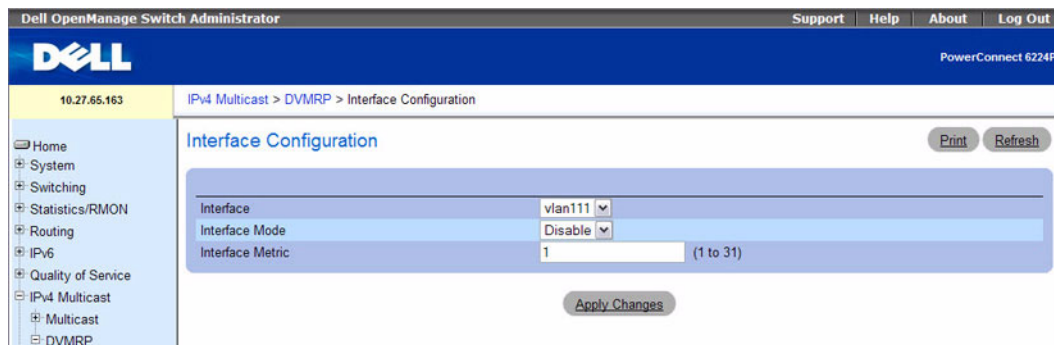 Dell OpenManage Switch Administrator Support Help About Log Out
DELL
PowerConnect 6224P
10.27.65.163
IPv4 Multicast > DVMRP > Interface Configuration
Home
System
Switching
Statistics/RMON
Routing
IPv6
Quality of Service
IPv4 Multicast
Multicast
DVMRP
Interface Configuration
Print Refresh
Interface vlan111
Interface Mode Disable
Interface Metric 1 (1 to 31)
Apply Changes